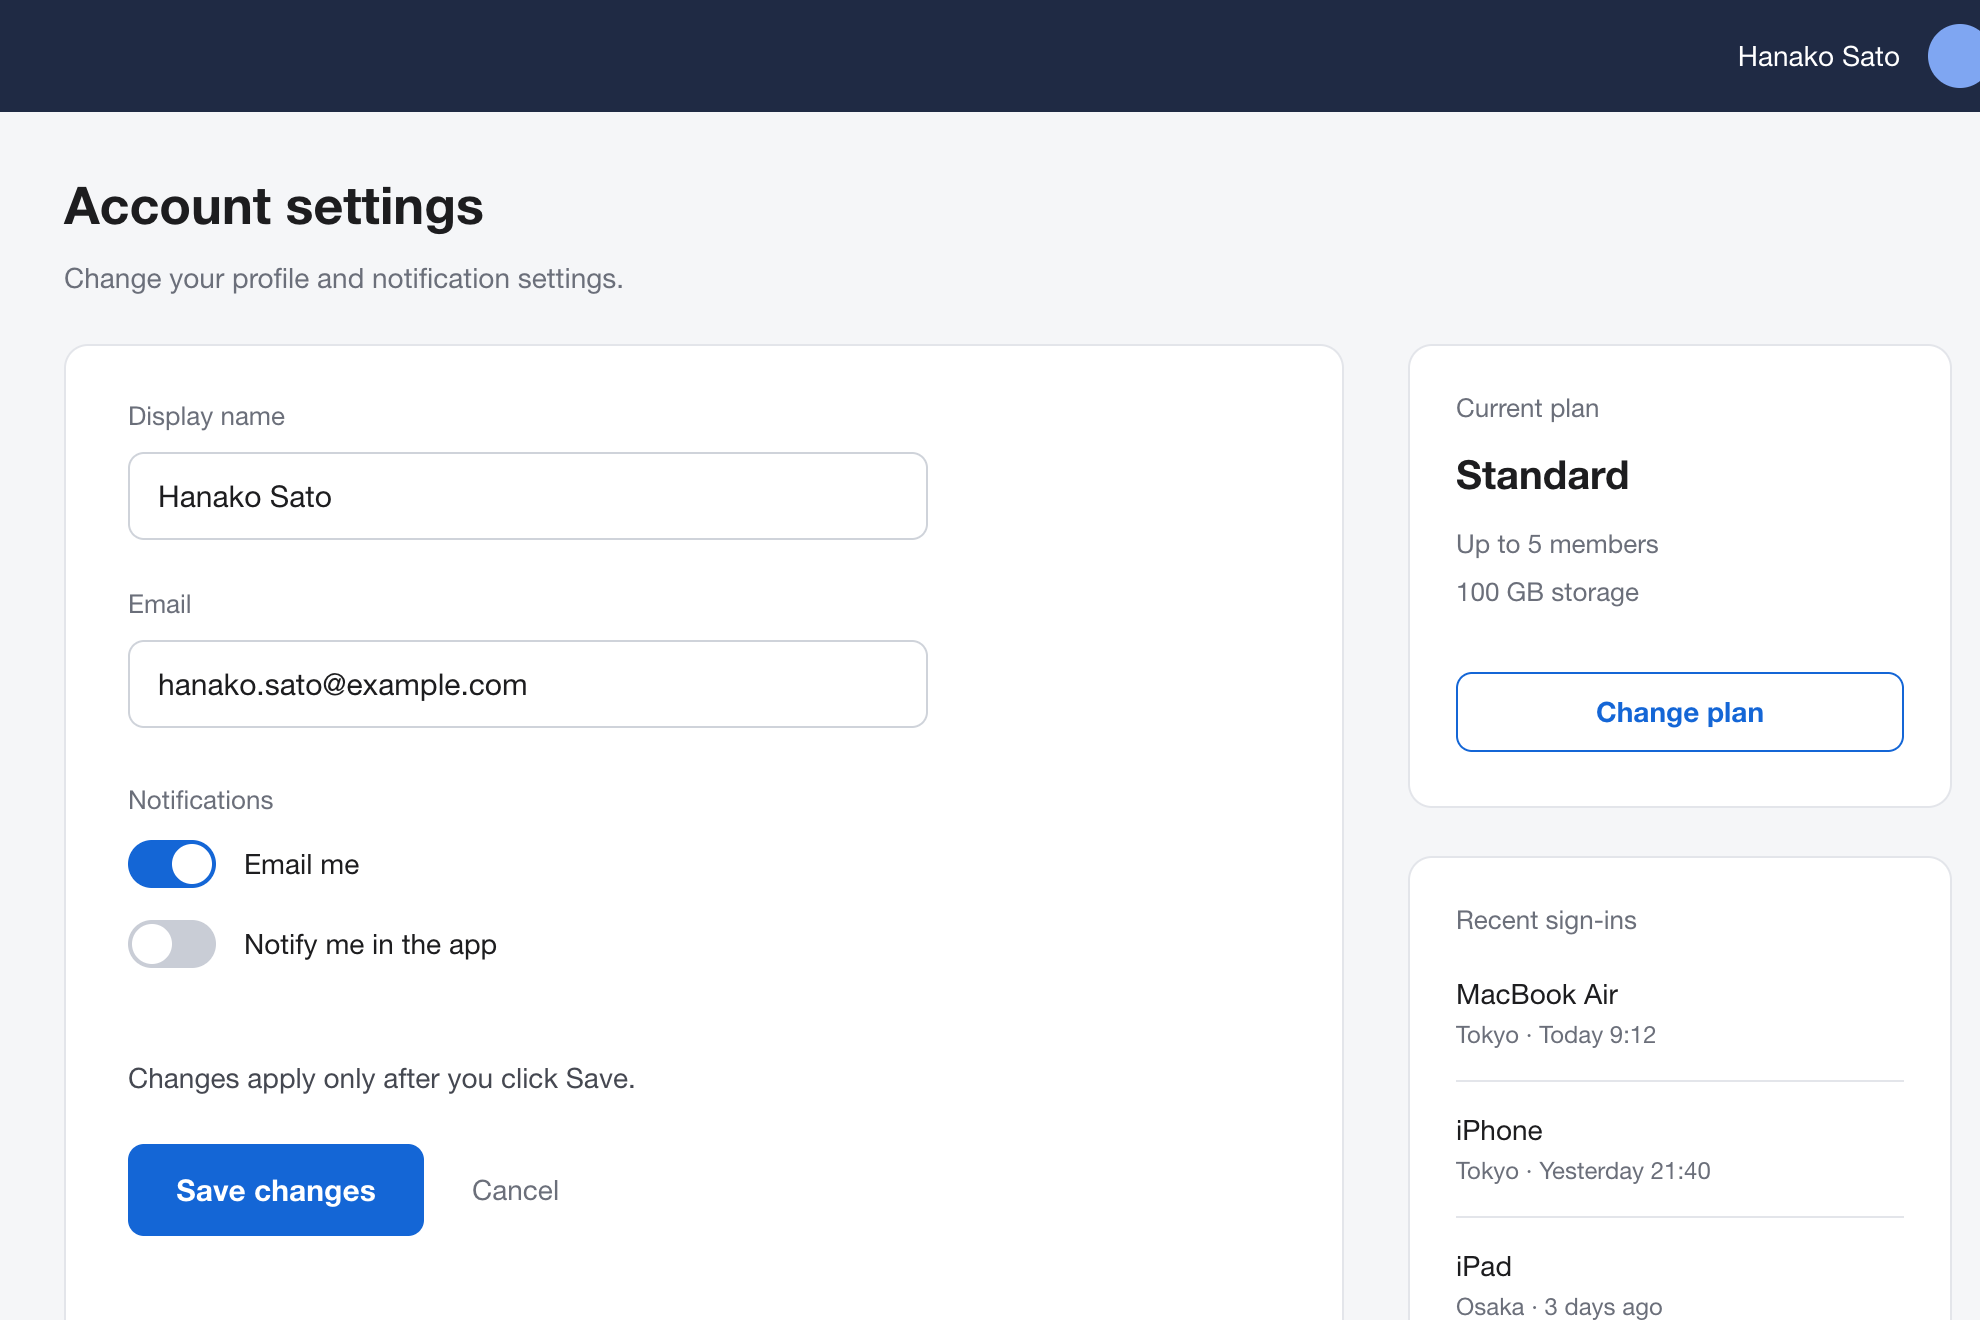 Hanako Sato
Account settings
Change your profile and notification settings.
Display name
Hanako Sato
Email
hanako.sato@example.com
Notifications
Email me
Notify me in the app
Changes apply only after you click Save.
Save changes
Cancel
Current plan
Standard
Up to 5 members
100 GB storage
Change plan
Recent sign-ins
MacBook Air
Tokyo · Today 9:12
iPhone
Tokyo · Yesterday 21:40
iPad
Osaka · 3 days ago